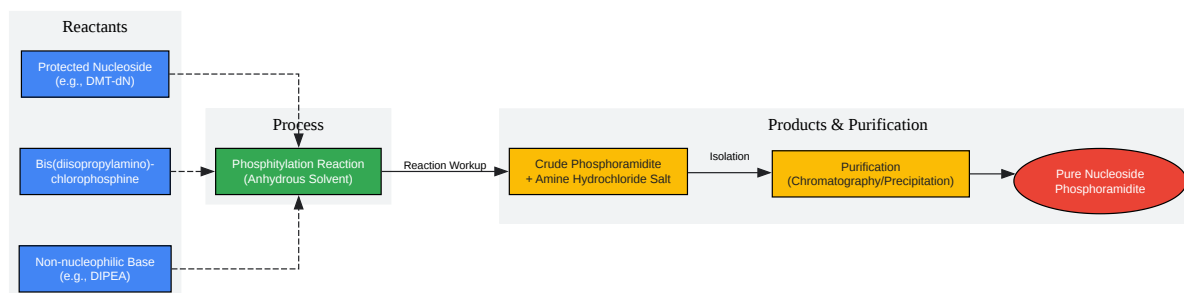 Reactants
Protected Nucleoside
(e.g., DMT-dN)
Bis(diisopropylamino)-
chlorophosphine
Non-nucleophilic Base
(e.g., DIPEA)
Process
Phosphitylation Reaction
(Anhydrous Solvent)
Reaction Workup
Products & Purification
Crude Phosphoramidite
+ Amine Hydrochloride Salt
Isolation
Purification
(Chromatography/Precipitation)
Pure Nucleoside
Phosphoramidite